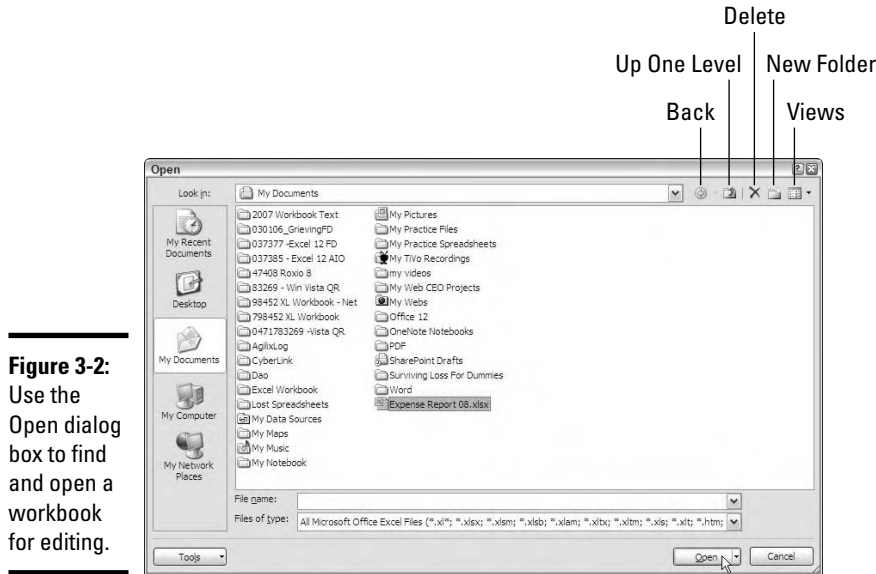 Delete
Up One Level New Folder
Back Views
Open
Look in: My Documents
My Recent
Documents
Desktop
My Documents
My Computer
My Network
Places
2007 Workbook Text
030106_GrievingFD
037377 -Excel 12 FD
037385 - Excel 12 AIO
47408 Roxio 8
83269 - Win Vista QR
98452 XL Workbook - Net
798452 XL Workbook
0471783269 -Vista QR
AgilixLog
CyberLink
Dao
Excel Workbook
Lost Spreadsheets
My Data Sources
My Maps
My Music
My Notebook
My Pictures
My Practice Files
My Practice Spreadsheets
My TiVo Recordings
my videos
My Web CEO Projects
My Webs
Office 12
OneNote Notebooks
PDF
SharePoint Drafts
Surviving Loss For Dummies
Word
Expense Report 08.xlsx
File name:
Files of type: All Microsoft Office Excel Files (*.xl*; *.xlsx; *.xlsm; *.xlsb; *.xlam; *.xltx; *.xltm; *.xls; *.xlt; *.htm;
Tools Open Cancel
Figure 3-2:
Use the
Open dialog
box to find
and open a
workbook
for editing.